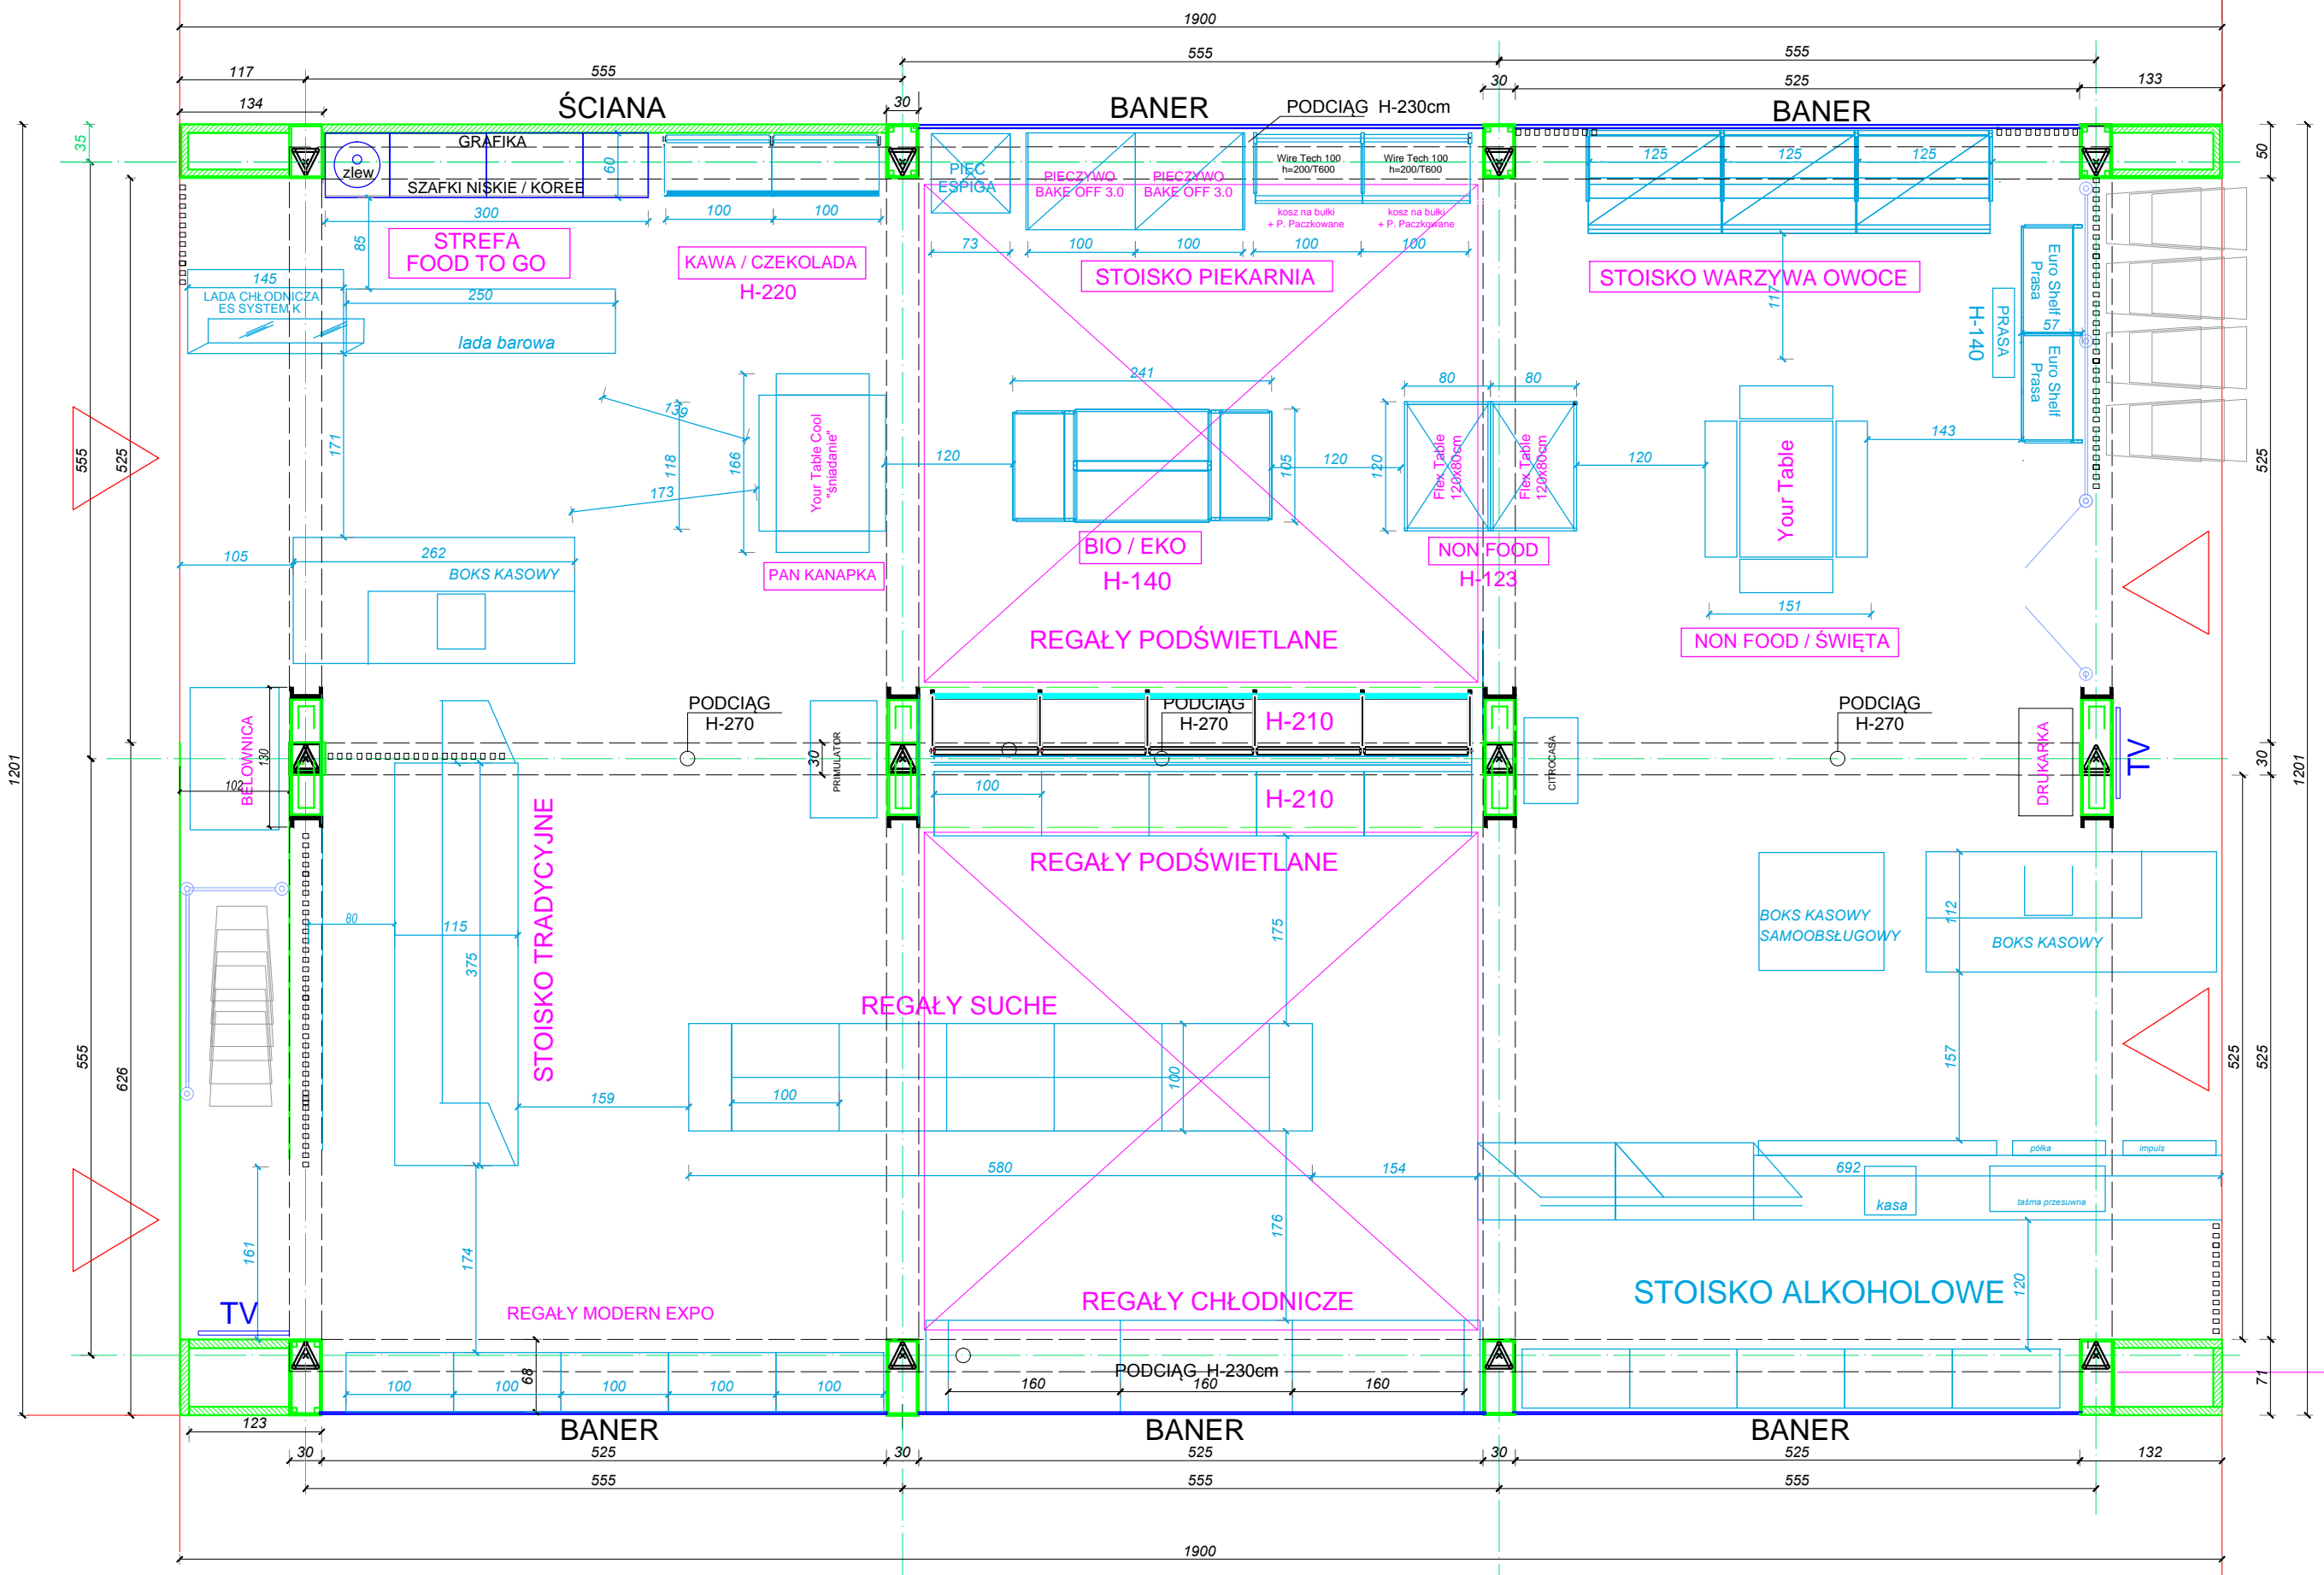 1900
555
555
117
555
30
525
133
134
ŚCIANA
30
BANER
PODCIĄG H-230cm
BANER
35
GRAFIKA
zlew
SZAFKI NISKIE / KOREE
60
PIEC
ESPIGA
PIECZYWO
BAKE OFF 3.0
PIECZYWO
BAKE OFF 3.0
Wire Tech 100
h=200/T600
Wire Tech 100
h=200/T600
125
125
125
50
kosz na bułki
+ P. Paczkowane
kosz na bułki
+ P. Paczkowane
300
100
100
73
100
100
100
100
85
STREFA
FOOD TO GO
KAWA / CZEKOLADA
H-220
STOISKO PIEKARNIA
STOISKO WARZYWA OWOCE
117
145
LADA CHŁODNICZA
ES SYSTEM K
250
lada barowa
Euro Shelf
Prasa
57
Euro Shelf
Prasa
PRASA
H-140
241
80
80
139
171
118
166
173
Your Table Cool
"śniadanie"
120
105
120
120
Flex Table
120x80cm
Flex Table
120x80cm
120
Your Table
143
555
525
525
105
262
BOKS KASOWY
PAN KANAPKA
BIO / EKO
H-140
NON FOOD
H-123
151
NON FOOD / ŚWIĘTA
REGAŁY PODŚWIETLANE
BELOWNICA
130
102
PODCIĄG
H-270
30
PRIMULATOR
PODCIĄG
H-270
H-210
CITROCASA
PODCIĄG
H-270
DRUKARKA
TV
30
1201
1201
100
H-210
REGAŁY PODŚWIETLANE
STOISKO TRADYCYJNE
80
115
375
175
BOKS KASOWY
SAMOOBSŁUGOWY
112
BOKS KASOWY
REGAŁY SUCHE
100
100
159
157
555
626
525
525
580
154
692
półka
impuls
kasa
taśma przesuwna
161
174
176
120
TV
REGAŁY MODERN EXPO
REGAŁY CHŁODNICZE
STOISKO ALKOHOLOWE
68
100
100
100
100
100
PODCIĄG H-230cm
160
160
160
71
123
BANER
BANER
BANER
30
525
30
525
30
525
132
555
555
555
1900